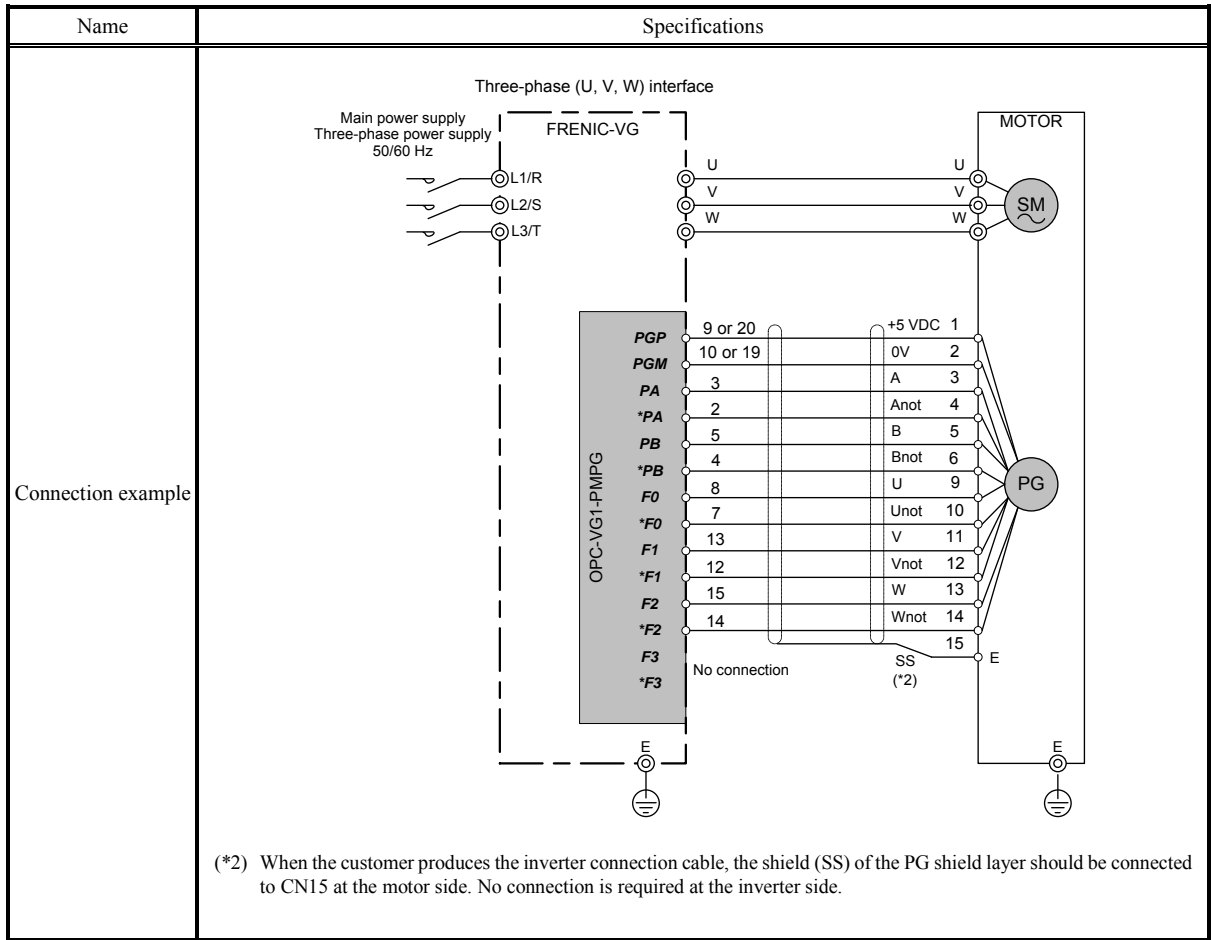 Name
Specifications
Connection example
Three-phase (U, V, W) interface
Main power supply
Three-phase power supply
50/60 Hz
FRENIC-VG
MOTOR
L1/R
L2/S
L3/T
U
V
W
U
V
W
SM
OPC-VG1-PMPG
PGP 9 or 20 +5 VDC 1
PGM 10 or 19 0V 2
PA 3 A 3
*PA 2 Anot 4
PB 5 B 5
*PB 4 Bnot 6
F0 8 U 9
*F0 7 Unot 10
F1 13 V 11
*F1 12 Vnot 12
F2 15 W 13
*F2 14 Wnot 14
F3
*F3
No connection
15
SS
(*2)
E
PG
E
E
(*2) When the customer produces the inverter connection cable, the shield (SS) of the PG shield layer should be connected
to CN15 at the motor side. No connection is required at the inverter side.